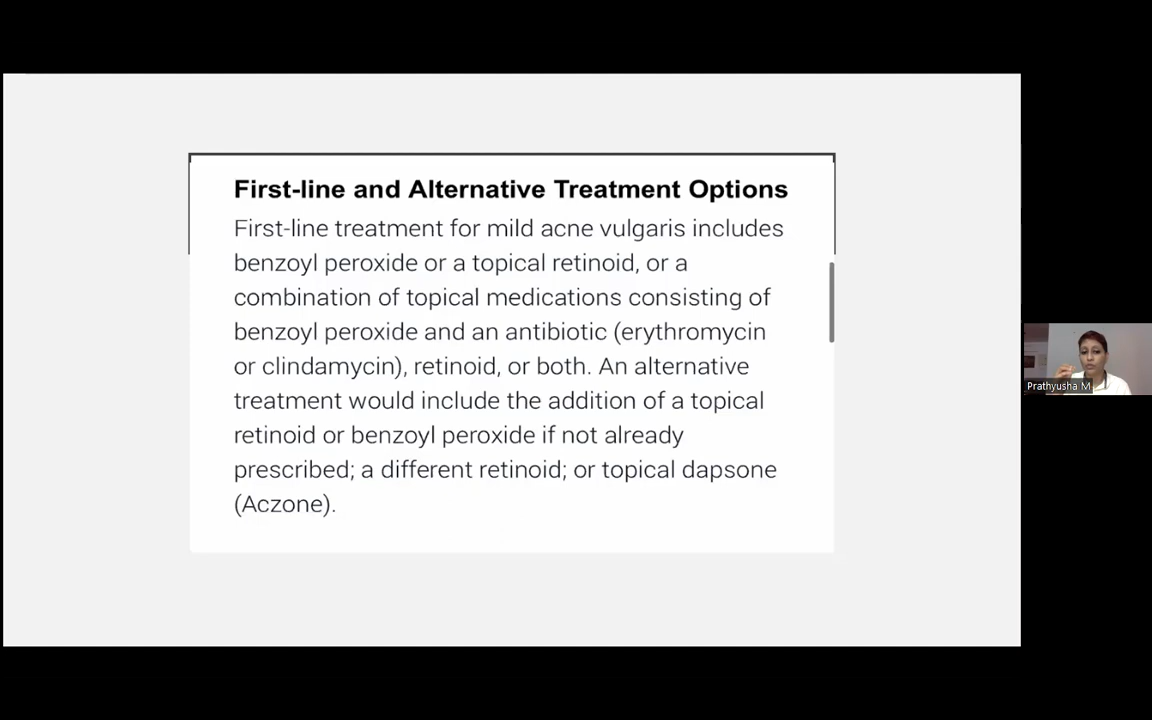 First-line and Alternative Treatment Options
First-line treatment for mild acne vulgaris includes
benzoyl peroxide or a topical retinoid, or a
combination of topical medications consisting of
benzoyl peroxide and an antibiotic (erythromycin
or clindamycin), retinoid, or both. An alternative
treatment would include the addition of a topical
retinoid or benzoyl peroxide if not already
prescribed; a different retinoid; or topical dapsone
(Aczone).
Prathyusha M